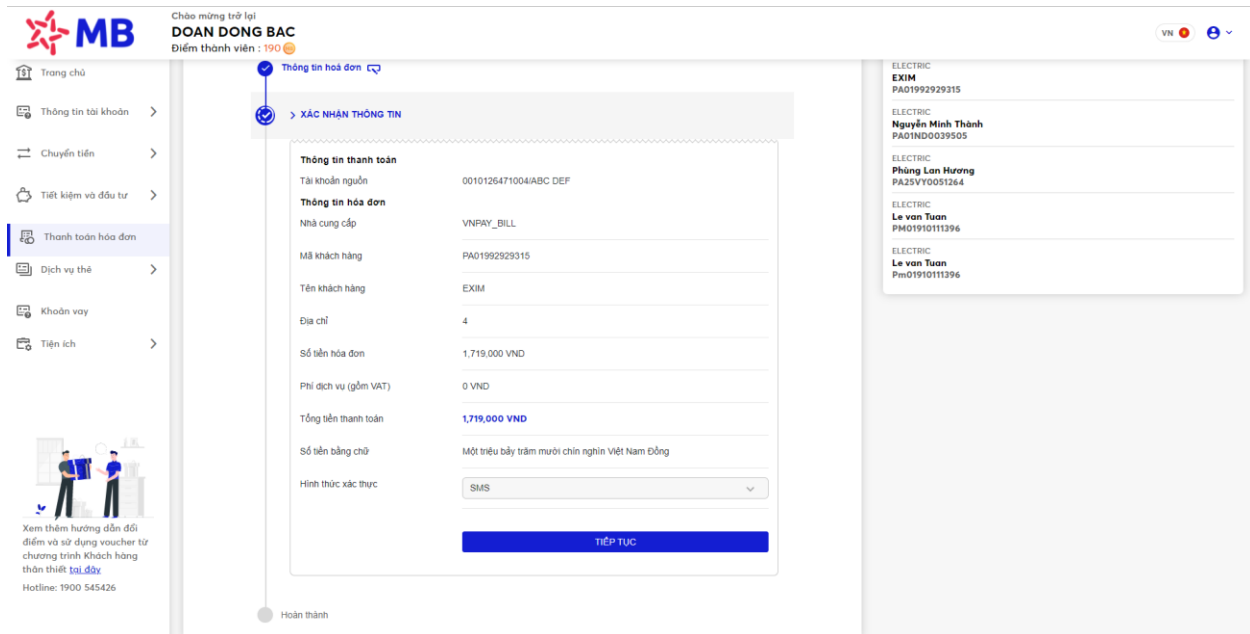 MB
Chào mừng trở lại
DOAN DONG BAC
Điểm thành viên : 190
VN
Trang chủ
Thông tin tài khoản
Chuyển tiền
Tiết kiệm và đầu tư
Thanh toán hóa đơn
Dịch vụ thẻ
Khoản vay
Tiện ích
Xem thêm hướng dẫn đổi
điểm và sử dụng voucher từ
chương trình Khách hàng
thân thiết tại đây
Hotline: 1900 545426
Thông tin hoá đơn
XÁC NHẬN THÔNG TIN
Thông tin thanh toán
Tài khoản nguồn 0010126471004/ABC DEF
Thông tin hóa đơn
Nhà cung cấp VNPAY_BILL
Mã khách hàng PA01992929315
Tên khách hàng EXIM
Địa chỉ 4
Số tiền hóa đơn 1,719,000 VND
Phí dịch vụ (gồm VAT) 0 VND
Tổng tiền thanh toán 1,719,000 VND
Số tiền bằng chữ Một triệu bảy trăm mười chín nghìn Việt Nam Đồng
Hình thức xác thực SMS
TIẾP TỤC
Hoàn thành
ELECTRIC
EXIM
PA01992929315
ELECTRIC
Nguyễn Minh Thành
PA01ND0039505
ELECTRIC
Phùng Lan Hương
PA25VY0051264
ELECTRIC
Le van Tuan
PM01910111396
ELECTRIC
Le van Tuan
Pm01910111396